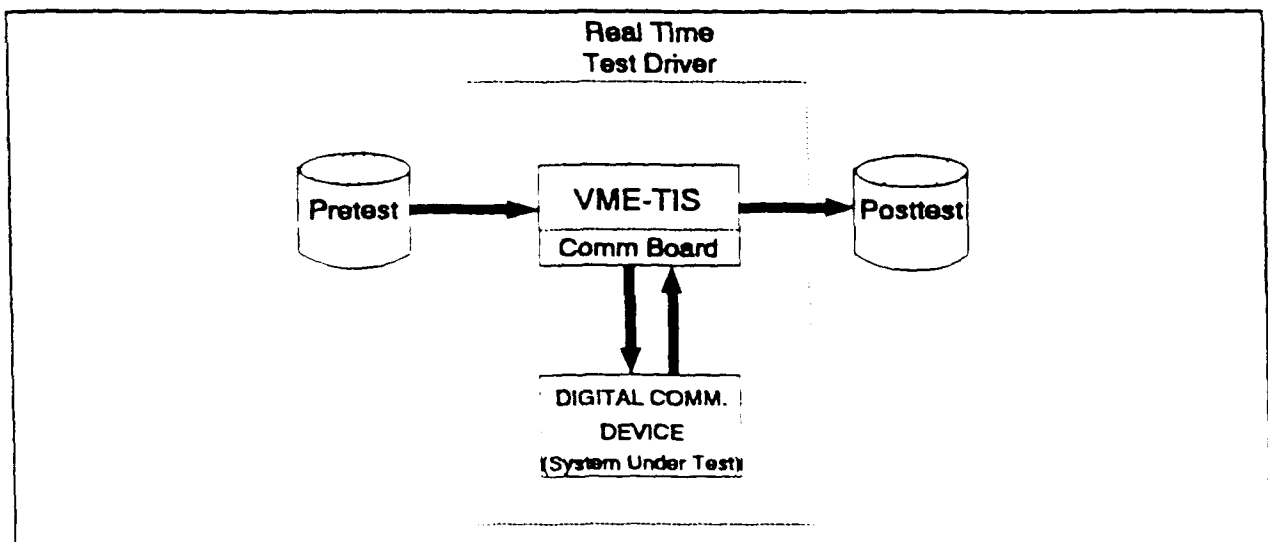 Real Time
Test Driver
Pretest
VME-TIS
Comm Board
Posttest
DIGITAL COMM.
DEVICE
(System Under Test)